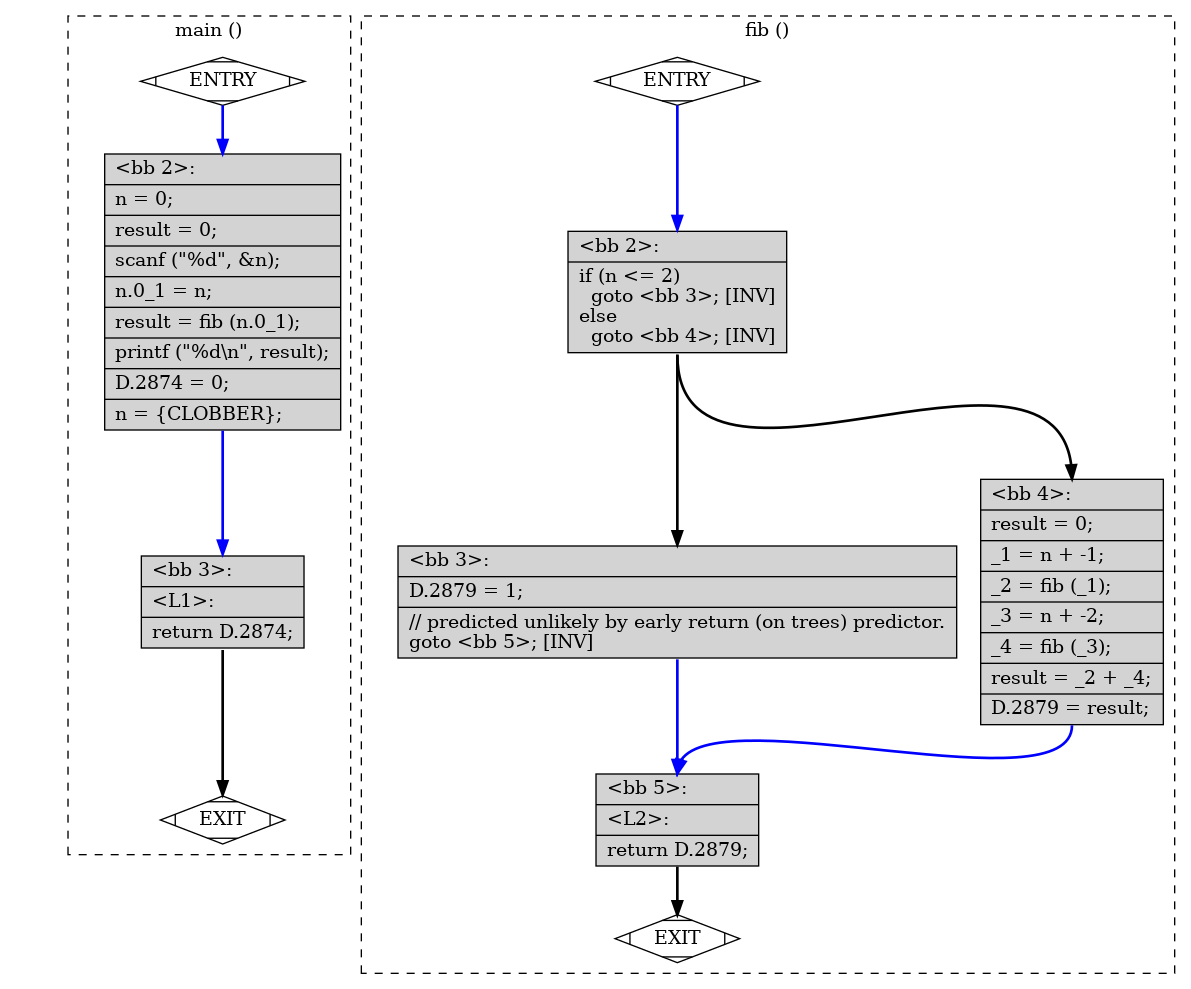 main ()
ENTRY
<bb 2>:
n = 0;
result = 0;
scanf ("%d", &n);
n.0_1 = n;
result = fib (n.0_1);
printf ("%d\n", result);
D.2874 = 0;
n = {CLOBBER};
<bb 3>:
<L1>:
return D.2874;
EXIT
fib ()
ENTRY
<bb 2>:
if (n <= 2)
  goto <bb 3>; [INV]
else
  goto <bb 4>; [INV]
<bb 3>:
D.2879 = 1;
// predicted unlikely by early return (on trees) predictor.
goto <bb 5>; [INV]
<bb 4>:
result = 0;
_1 = n + -1;
_2 = fib (_1);
_3 = n + -2;
_4 = fib (_3);
result = _2 + _4;
D.2879 = result;
<bb 5>:
<L2>:
return D.2879;
EXIT